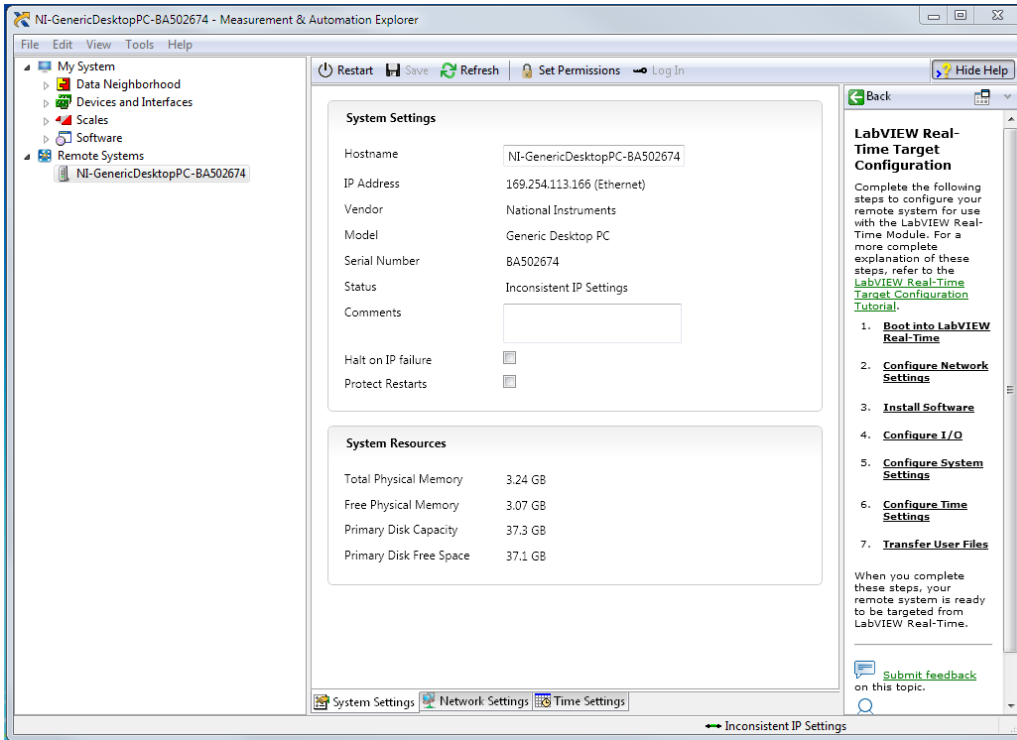 NI-GenericDesktopPC-BA502674 - Measurement & Automation Explorer
File Edit View Tools Help
My System
Data Neighborhood
Devices and Interfaces
Scales
Software
Remote Systems
NI-GenericDesktopPC-BA502674
Restart Save Refresh Set Permissions Log In Hide Help
System Settings
Hostname NI-GenericDesktopPC-BA502674
IP Address 169.254.113.166 (Ethernet)
Vendor National Instruments
Model Generic Desktop PC
Serial Number BA502674
Status Inconsistent IP Settings
Comments
Halt on IP failure
Protect Restarts
System Resources
Total Physical Memory 3.24 GB
Free Physical Memory 3.07 GB
Primary Disk Capacity 37.3 GB
Primary Disk Free Space 37.1 GB
System Settings Network Settings Time Settings
Back
LabVIEW Real-
Time Target
Configuration
Complete the following
steps to configure your
remote system for use
with the LabVIEW Real-
Time Module. For a
more complete
explanation of these
steps, refer to the
LabVIEW Real-Time
Target Configuration
Tutorial.
1. Boot into LabVIEW
Real-Time
2. Configure Network
Settings
3. Install Software
4. Configure I/O
5. Configure System
Settings
6. Configure Time
Settings
7. Transfer User Files
When you complete
these steps, your
remote system is ready
to be targeted from
LabVIEW Real-Time.
Submit feedback
on this topic.
Inconsistent IP Settings